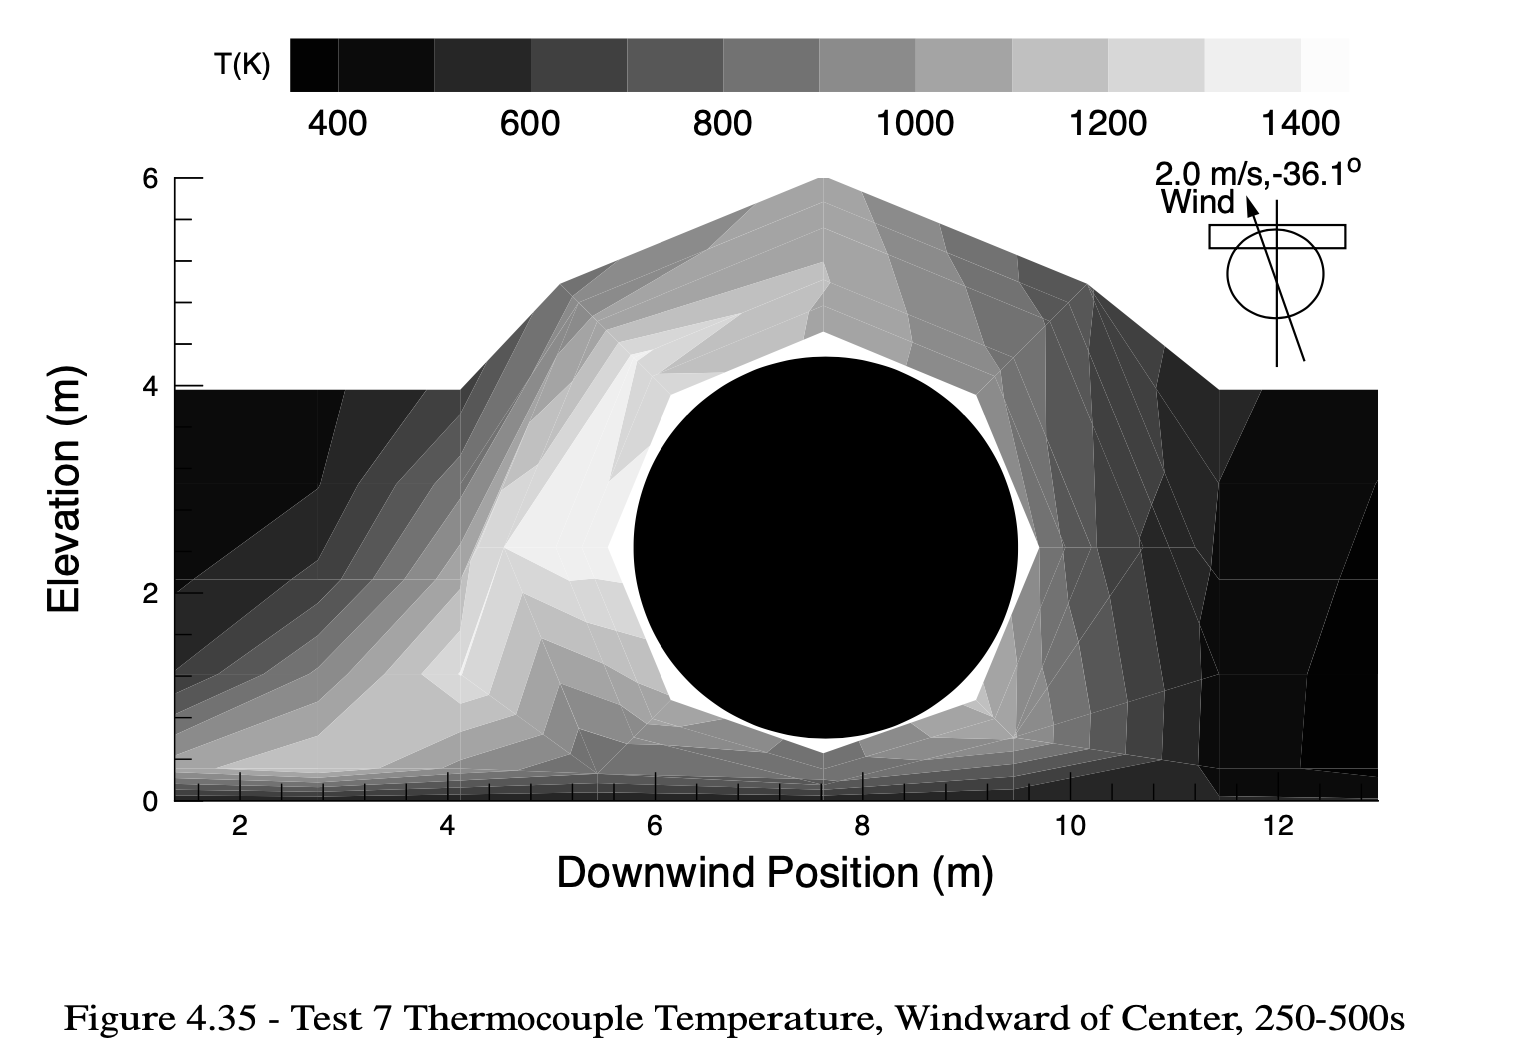 T(K)
400 600 800 1000 1200 1400
2.0 m/s,-36.1º
Wind
6
4
2
0
Elevation (m)
2 4 6 8 10 12
Downwind Position (m)
Figure 4.35 - Test 7 Thermocouple Temperature, Windward of Center, 250-500s